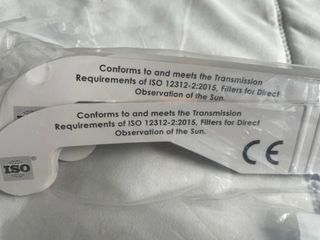 Conforms to and meets the Transmission
Requirements of ISO 12312-2:2015, Filters for Direct
Observation of the Sun.
Conforms to and meets the Transmission
Requirements of ISO 12312-2:2015, Filters for Direct
Observation of the Sun.
ISO
CE